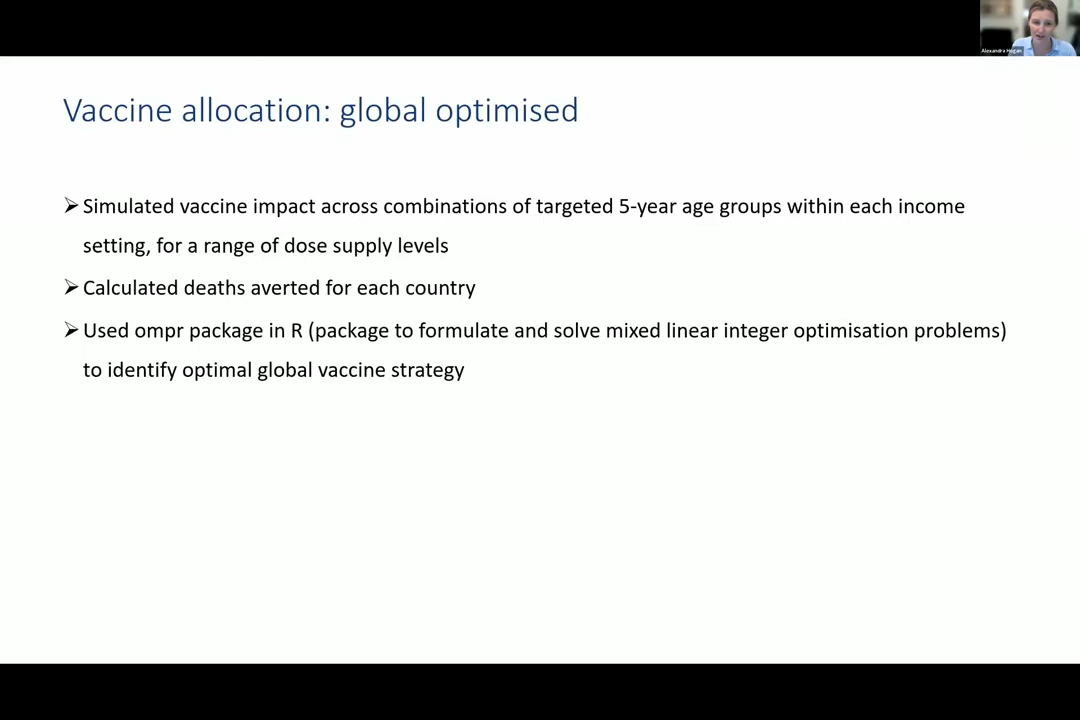 Alexandra Hogan
Vaccine allocation: global optimised
➢ Simulated vaccine impact across combinations of targeted 5-year age groups within each income
setting, for a range of dose supply levels
➢ Calculated deaths averted for each country
➢ Used ompr package in R (package to formulate and solve mixed linear integer optimisation problems)
to identify optimal global vaccine strategy